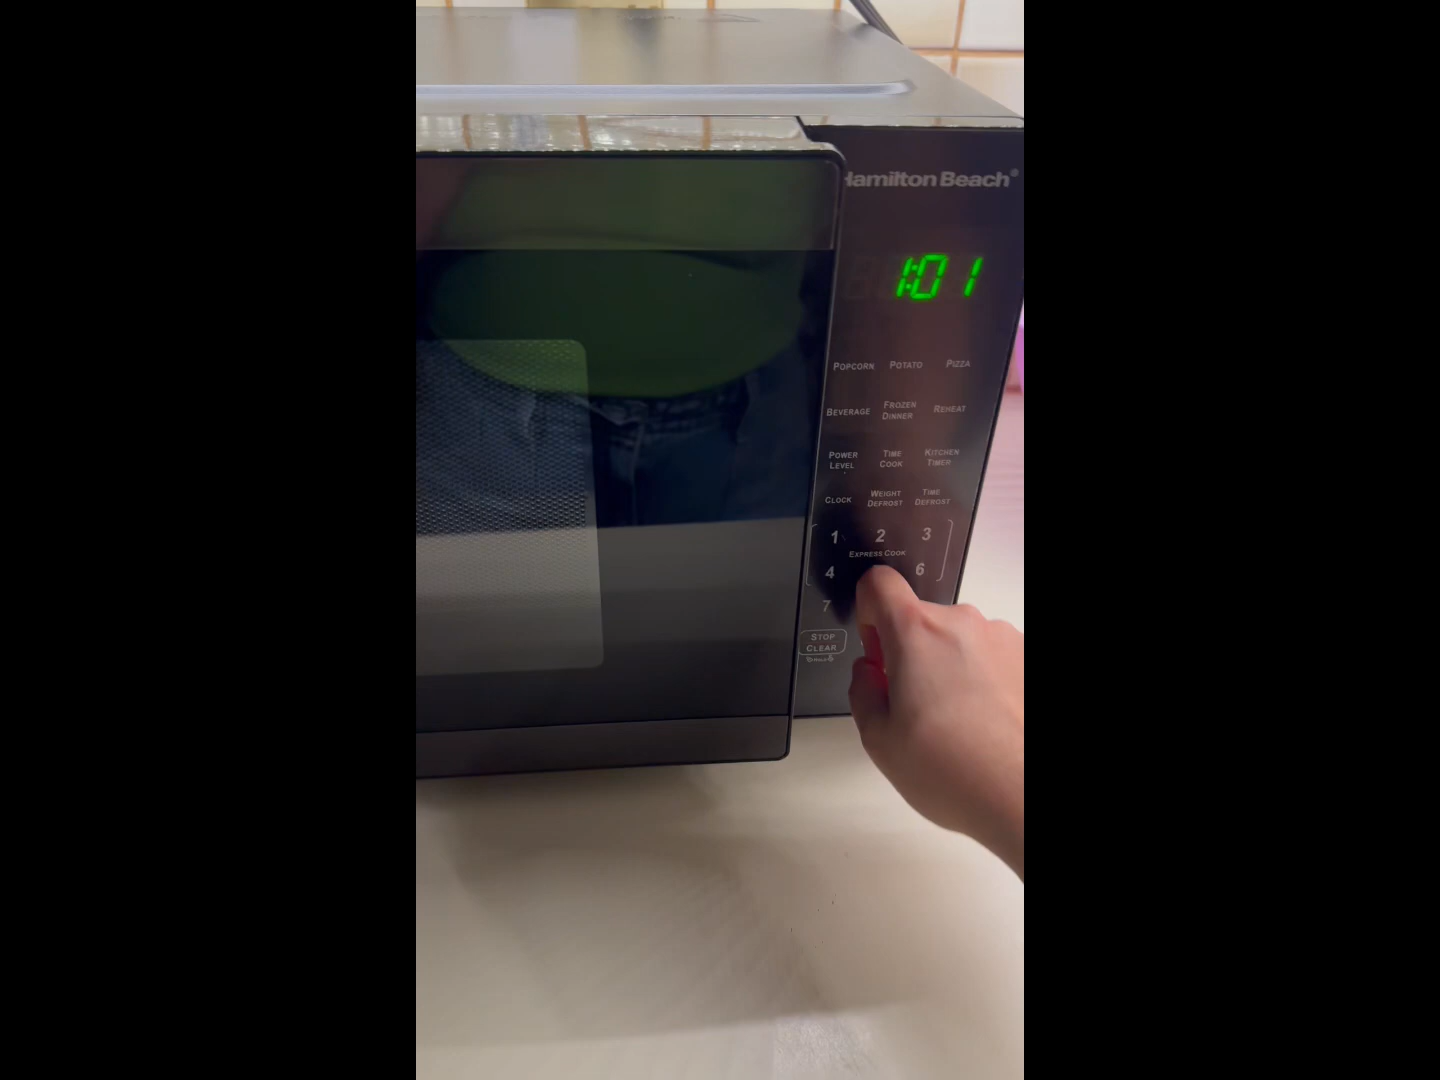 Hamilton Beach®
1:01
POPCORN POTATO PIZZA
BEVERAGE FROZEN DINNER REHEAT
POWER LEVEL TIME COOK KITCHEN TIMER
CLOCK WEIGHT DEFROST TIME DEFROST
1 2 3
EXPRESS COOK
4 6
7
STOP
CLEAR